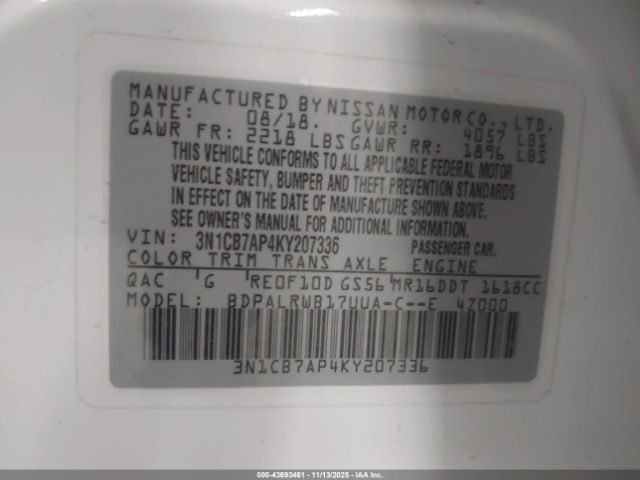 MANUFACTURED BY NISSAN MOTOR CO., LTD.
DATE: 08/18. GVWR: 4057 LBS
GAWR FR: 2218 LBS GAWR RR: 1896 LBS
THIS VEHICLE CONFORMS TO ALL APPLICABLE FEDERAL MOTOR
VEHICLE SAFETY, BUMPER AND THEFT PREVENTION STANDARDS
IN EFFECT ON THE DATE OF MANUFACTURE SHOWN ABOVE.
SEE OWNER'S MANUAL FOR ADDITIONAL INFORMATION.
VIN: 3N1CB7AP4KY207336 PASSENGER CAR.
COLOR TRIM TRANS AXLE ENGINE
QAC G RE0F10D GS56 MR16DDT 1618CC
MODEL: BDPALRWB17UUA-C--E 47000
3N1CB7AP4KY207336
000-43693461 - 11/13/2025 - IAAI.COM